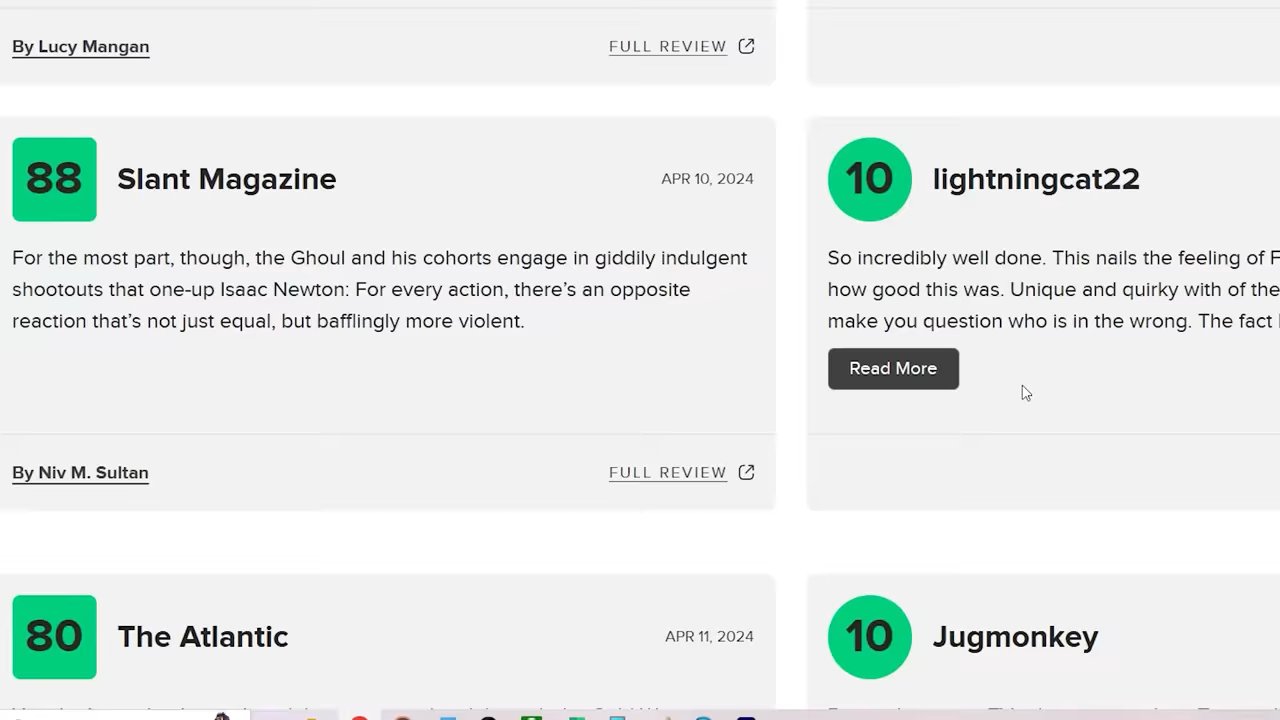 By Lucy Mangan
FULL REVIEW
88
Slant Magazine
APR 10, 2024
For the most part, though, the Ghoul and his cohorts engage in giddily indulgent
shootouts that one-up Isaac Newton: For every action, there’s an opposite
reaction that’s not just equal, but bafflingly more violent.
By Niv M. Sultan
FULL REVIEW
10
lightningcat22
So incredibly well done. This nails the feeling of F
how good this was. Unique and quirky with of the
make you question who is in the wrong. The fact
Read More
80
The Atlantic
APR 11, 2024
10
Jugmonkey